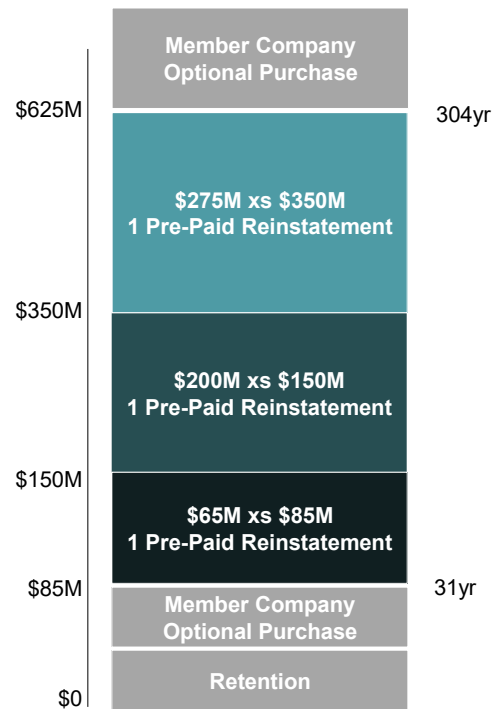 Member Company
Optional Purchase
$625M
304yr
$275M xs $350M
1 Pre-Paid Reinstatement
$350M
$200M xs $150M
1 Pre-Paid Reinstatement
$150M
$65M xs $85M
1 Pre-Paid Reinstatement
$85M
31yr
Member Company
Optional Purchase
Retention
$0